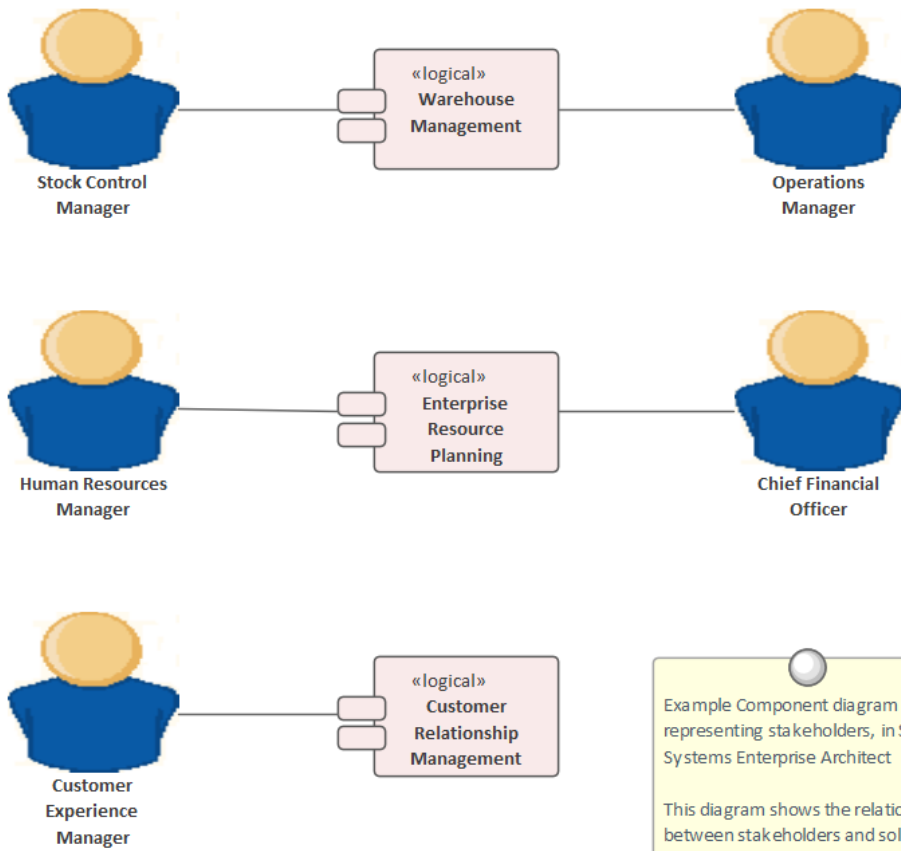 «logical»
Warehouse
Management
Stock Control
Manager
Operations
Manager
«logical»
Enterprise
Resource
Planning
Human Resources
Manager
Chief Financial
Officer
«logical»
Customer
Relationship
Management
Customer
Experience
Manager
Example Component diagram
representing stakeholders, in
Systems Enterprise Architect
This diagram shows the
between stakeholders and